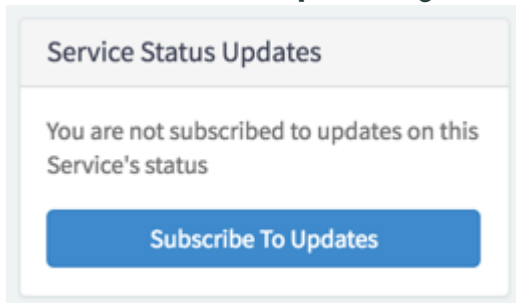 Service Status Updates
You are not subscribed to updates on this
Service's status
Subscribe To Updates